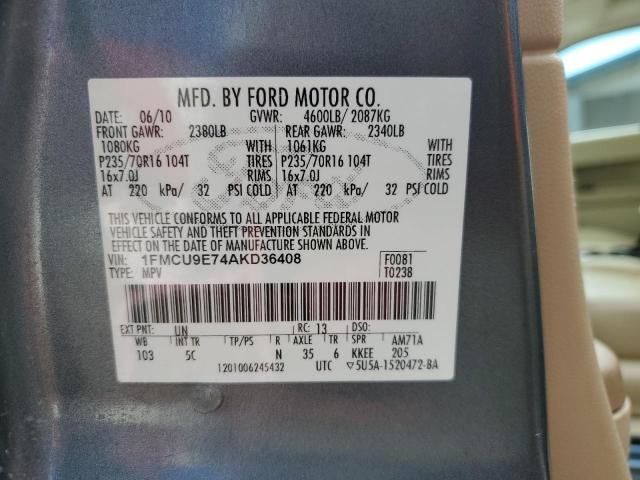 MFD. BY FORD MOTOR CO.
DATE: 06/10 GVWR: 4600LB/ 2087KG
FRONT GAWR: 2380LB REAR GAWR: 2340LB
1080KG WITH 1061KG WITH
P235/70R16 104T TIRES P235/70R16 104T TIRES
16x7.0J RIMS 16x7.0J RIMS
AT 220 kPa/ 32 PSI COLD AT 220 kPa/ 32 PSI COLD
THIS VEHICLE CONFORMS TO ALL APPLICABLE FEDERAL MOTOR
VEHICLE SAFETY AND THEFT PREVENTION STANDARDS IN
EFFECT ON THE DATE OF MANUFACTURE SHOWN ABOVE.
VIN: 1FMCU9E74AKD36408 F0081
TYPE: MPV T0238
EXT PNT: UN RC: 13 DSO:
WB INT TR TP/PS R AXLE TR SPR AM71A
103 5C N 35 6 KKEE 205
1201006245432 UTC ▽5U5A-1520472-BA
Ford